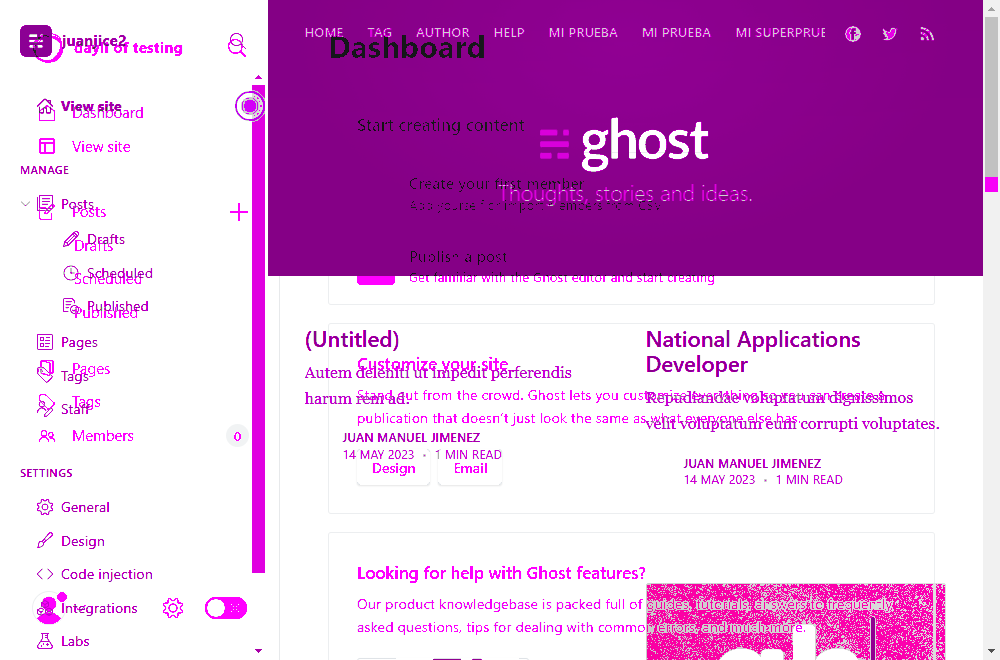 juanjice2
dayli of testing
View site
Dashboard
View site
MANAGE
Posts
Posts
Drafts
Drafts
Scheduled
Scheduled
Published
Published
Pages
Pages
Tags
Tags
Staff
Members
0
SETTINGS
General
Design
Code injection
Integrations
Labs
HOME TAG AUTHOR HELP MI PRUEBA MI PRUEBA MI SUPERPRUE
Dashboard
Start creating content
ghost
Create your first member
Thoughts, stories and ideas.
Add yourself or import members from CSV
Publish a post
Get familiar with the Ghost editor and start creating
(Untitled)
Autem deleniti ut impedit perferendis
harum rem ad.
JUAN MANUEL JIMENEZ
14 MAY 2023 • 1 MIN READ
National Applications
Developer
Repudiandae voluptatum dignissimos
velit voluptatum eum corrupti voluptates.
JUAN MANUEL JIMENEZ
14 MAY 2023 • 1 MIN READ
Customize your site
Stand out from the crowd. Ghost lets you customize everything so you can create a
publication that doesn’t just look the same as what everyone else has.
Design Email
Looking for help with Ghost features?
Our product knowledgebase is packed full of guides, tutorials, answers to frequently
asked questions, tips for dealing with common errors, and much more.